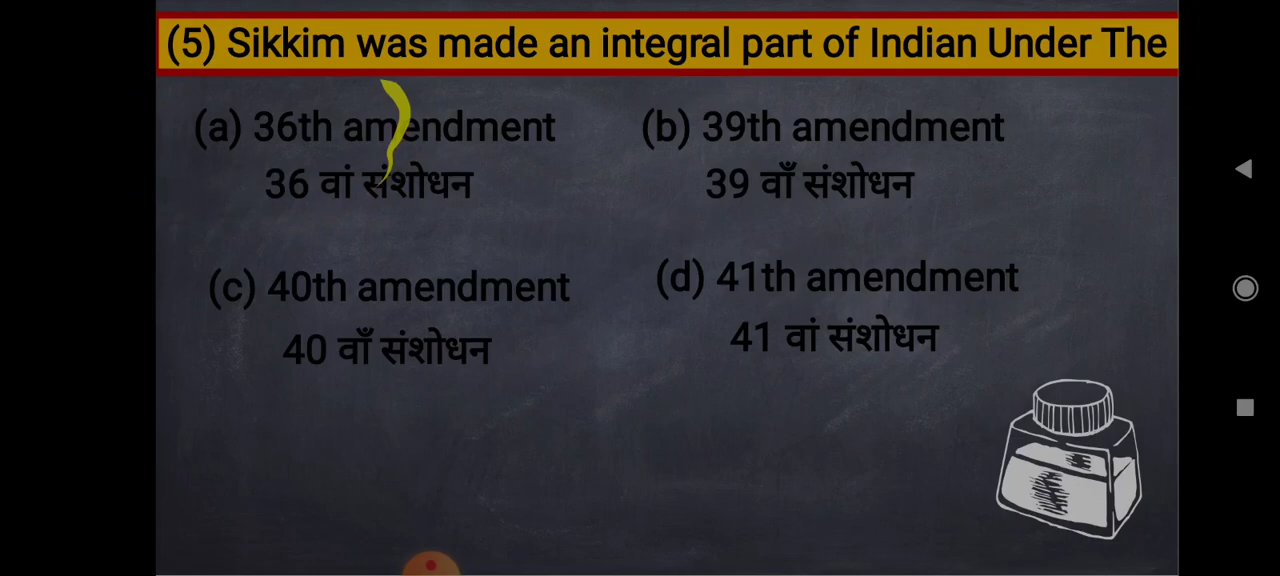 (5) Sikkim was made an integral part of Indian Under The
(a) 36th amendment
36 वां संशोधन
(b) 39th amendment
39 वाँ संशोधन
(c) 40th amendment
40 वाँ संशोधन
(d) 41th amendment
41 वां संशोधन